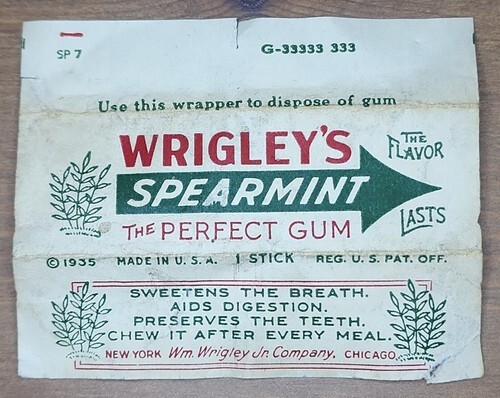 SP 7
G-33333 333
Use this wrapper to dispose of gum
WRIGLEY'S
SPEARMINT
THE PERFECT GUM
THE
FLAVOR
LASTS
© 1935 MADE IN U. S. A. 1 STICK REG. U. S. PAT. OFF.
SWEETENS THE BREATH.
AIDS DIGESTION.
PRESERVES THE TEETH.
CHEW IT AFTER EVERY MEAL.
NEW YORK Wm. Wrigley Jr. Company, CHICAGO